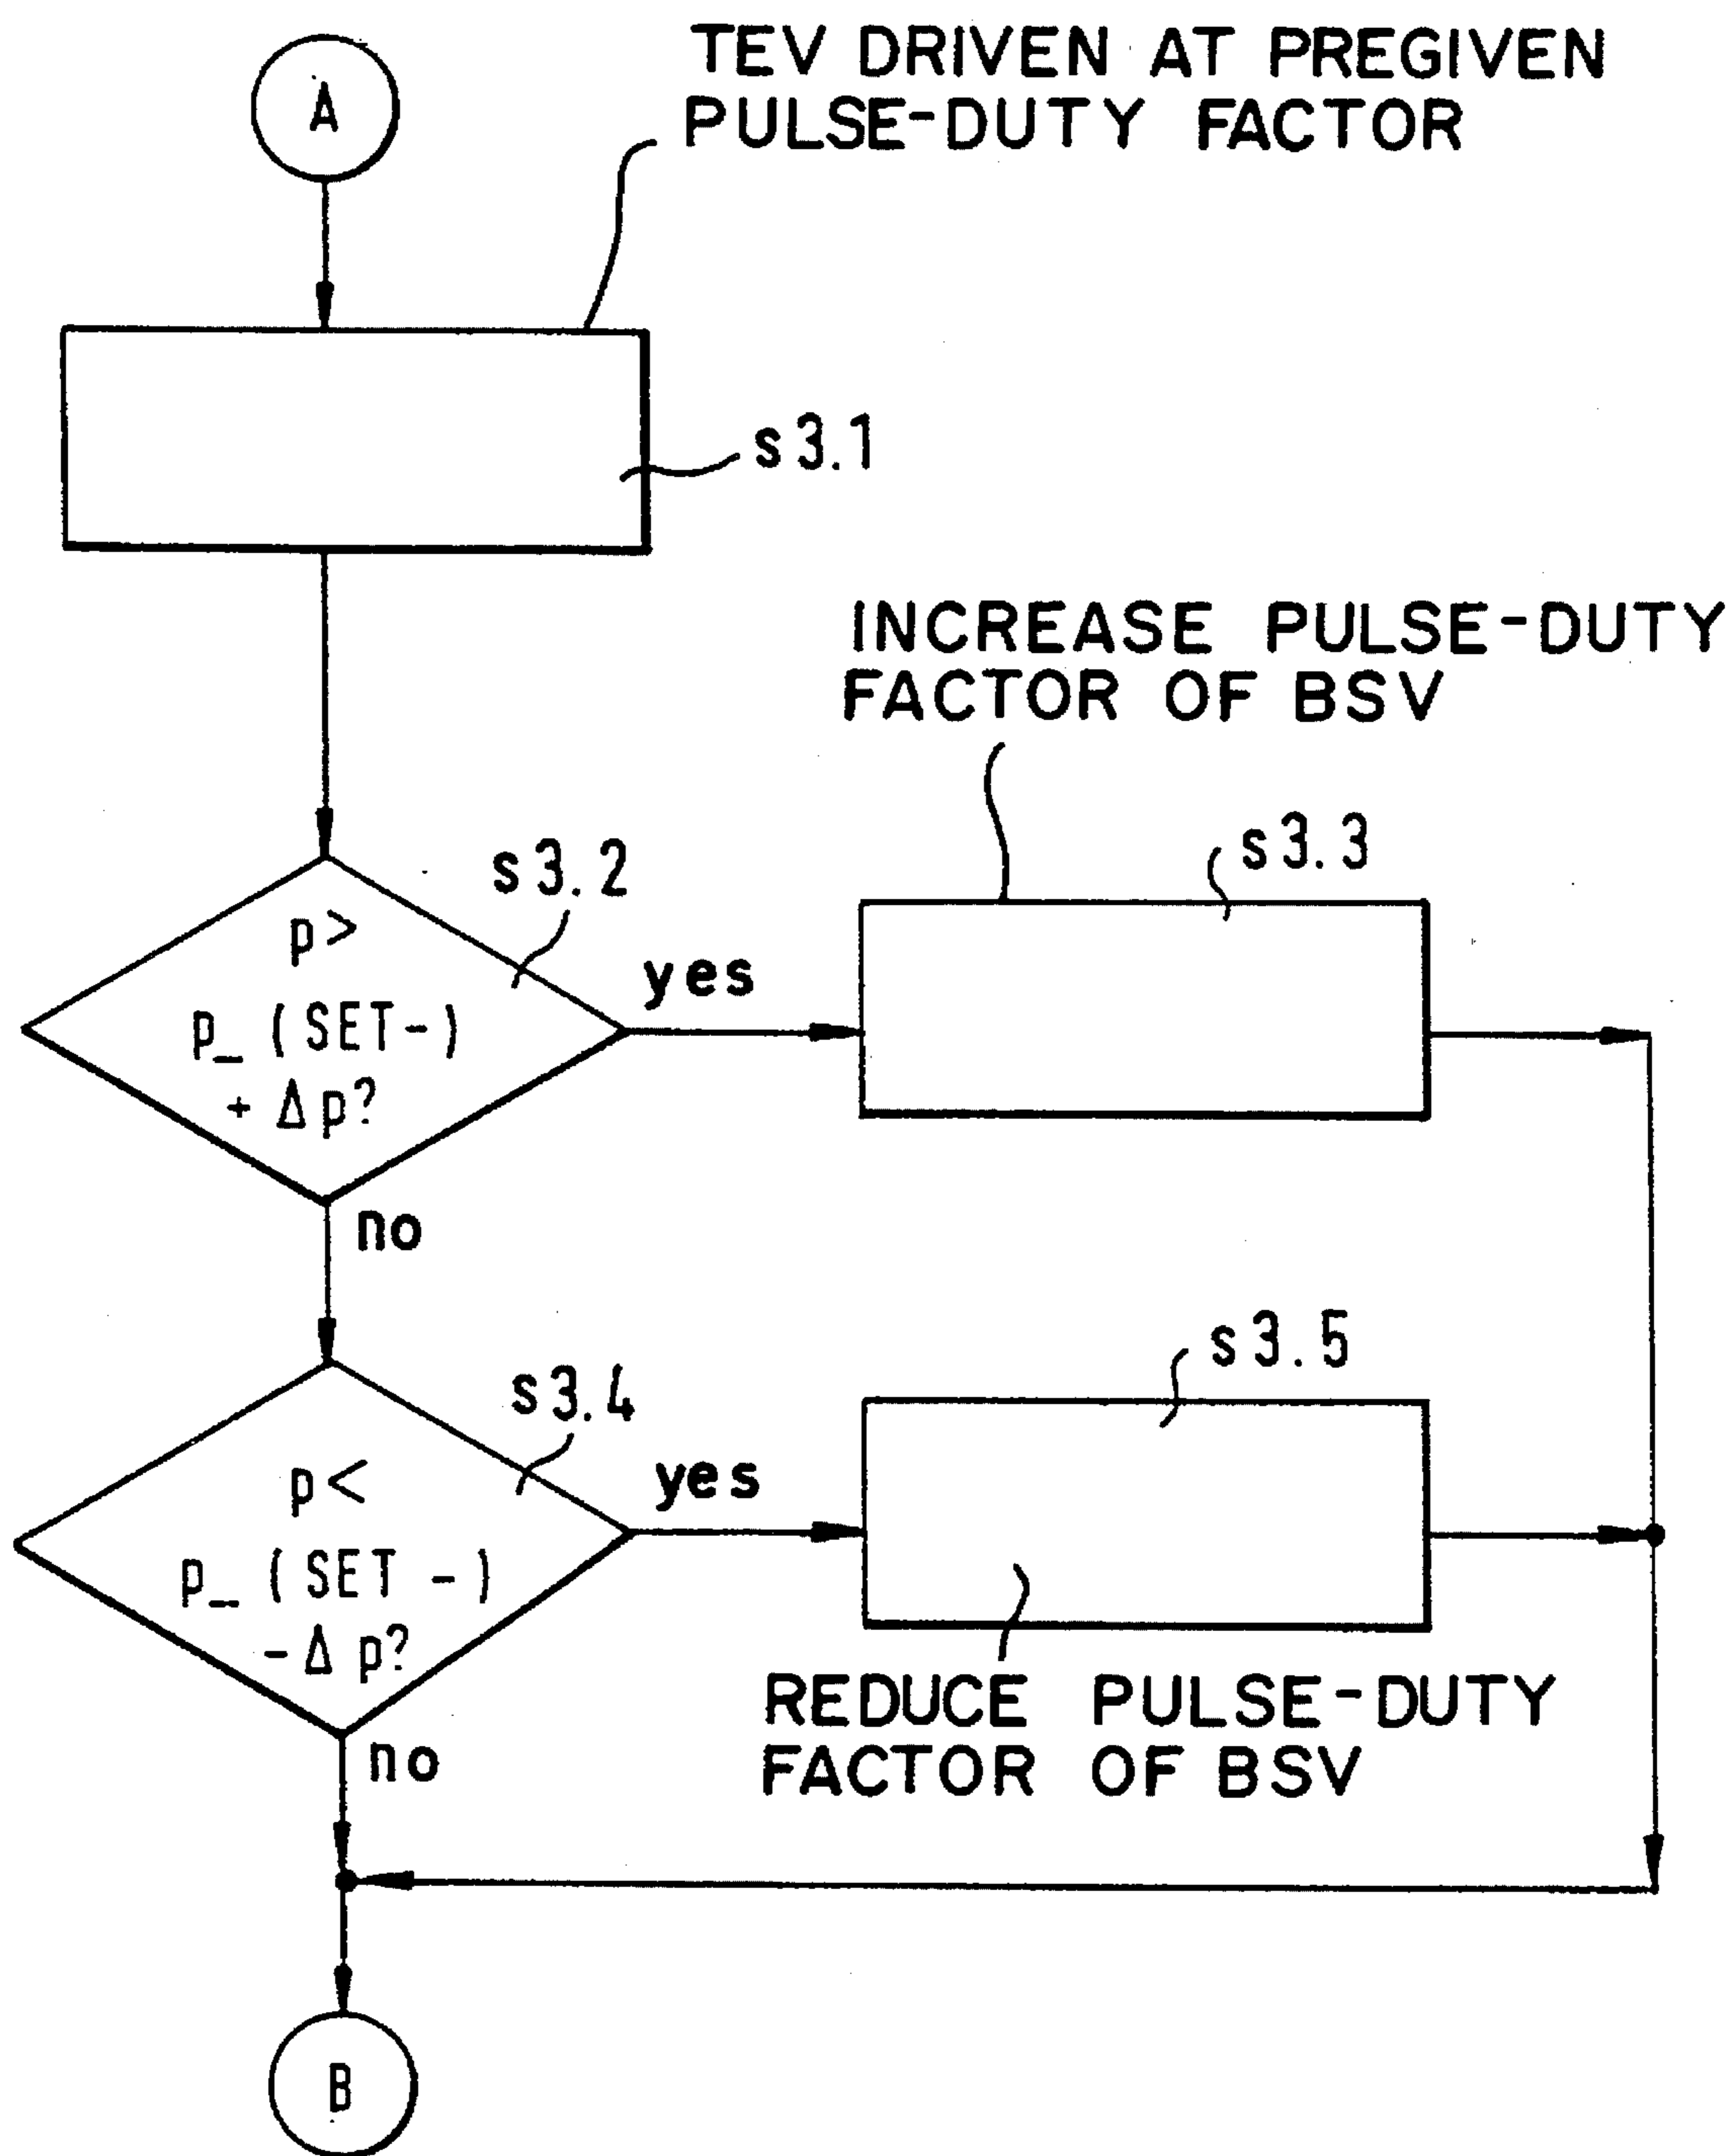 A
TEV DRIVEN AT PREGIVEN
PULSE-DUTY FACTOR
s3.1
INCREASE PULSE-DUTY
FACTOR OF BSV
s3.2
s3.3
p>
p_ (SET-)
+ Δp?
yes
no
s3.4
s3.5
p<
p_ (SET -)
-Δp?
yes
REDUCE PULSE-DUTY
FACTOR OF BSV
no
B